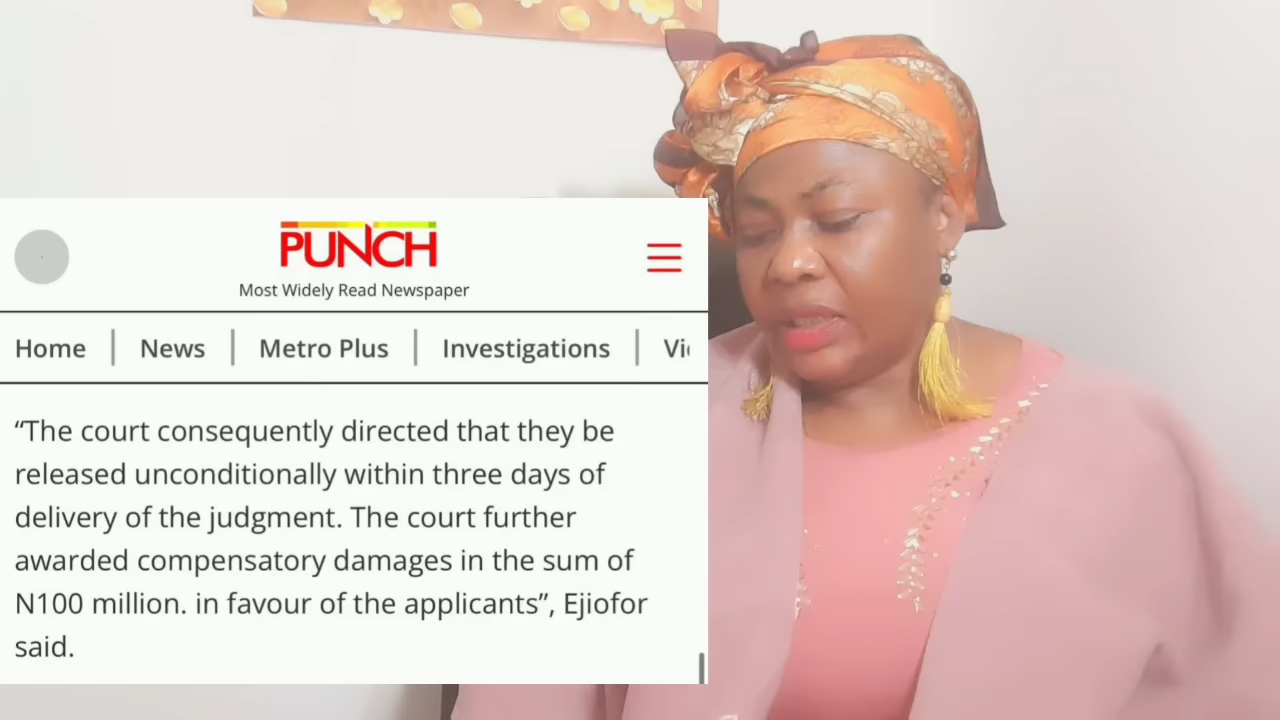 PUNCH
Most Widely Read Newspaper
Home | News | Metro Plus | Investigations | Vi
“The court consequently directed that they be
released unconditionally within three days of
delivery of the judgment. The court further
awarded compensatory damages in the sum of
N100 million. in favour of the applicants”, Ejiofor
said.